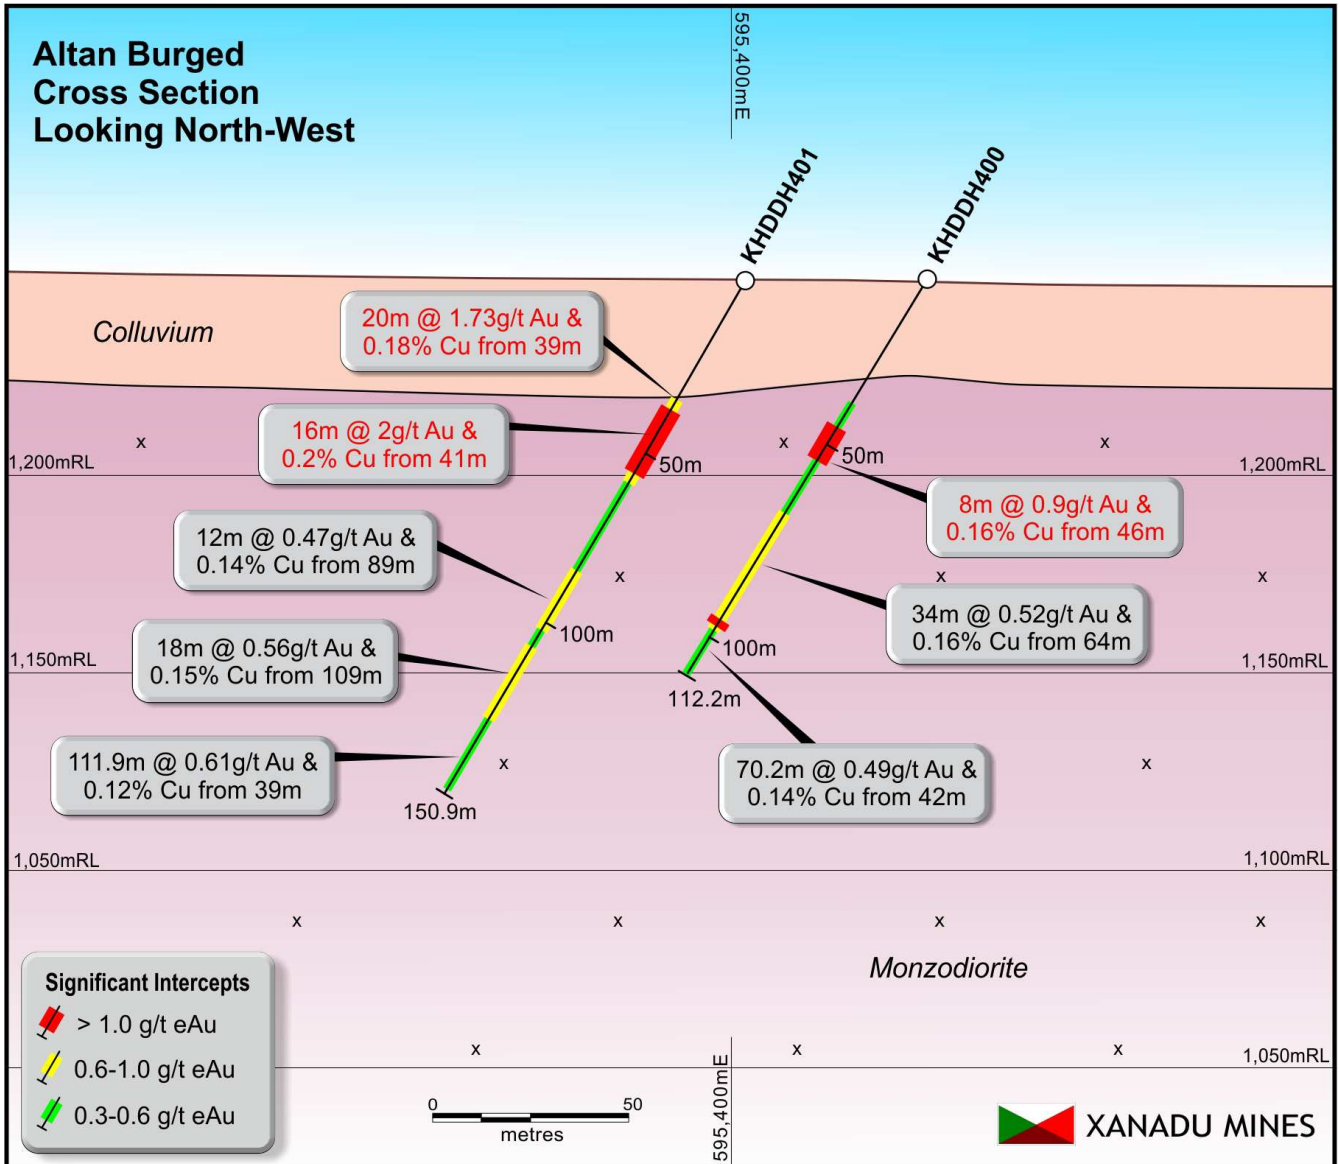 Altan Burged
Cross Section
Looking North-West
595,400mE
KHDDH401
KHDDH400
Colluvium
20m @ 1.73g/t Au &
0.18% Cu from 39m
16m @ 2g/t Au &
0.2% Cu from 41m
x
x
x
1,200mRL
50m
50m
1,200mRL
8m @ 0.9g/t Au &
0.16% Cu from 46m
12m @ 0.47g/t Au &
0.14% Cu from 89m
x
x
x
34m @ 0.52g/t Au &
0.16% Cu from 64m
18m @ 0.56g/t Au &
0.15% Cu from 109m
100m
100m
1,150mRL
1,150mRL
112.2m
111.9m @ 0.61g/t Au &
0.12% Cu from 39m
x
x
70.2m @ 0.49g/t Au &
0.14% Cu from 42m
150.9m
1,050mRL
1,100mRL
x
x
x
x
Monzodiorite
Significant Intercepts
> 1.0 g/t eAu
0.6-1.0 g/t eAu
0.3-0.6 g/t eAu
x
x
x
1,050mRL
0 50
metres
595,400mE
XANADU MINES